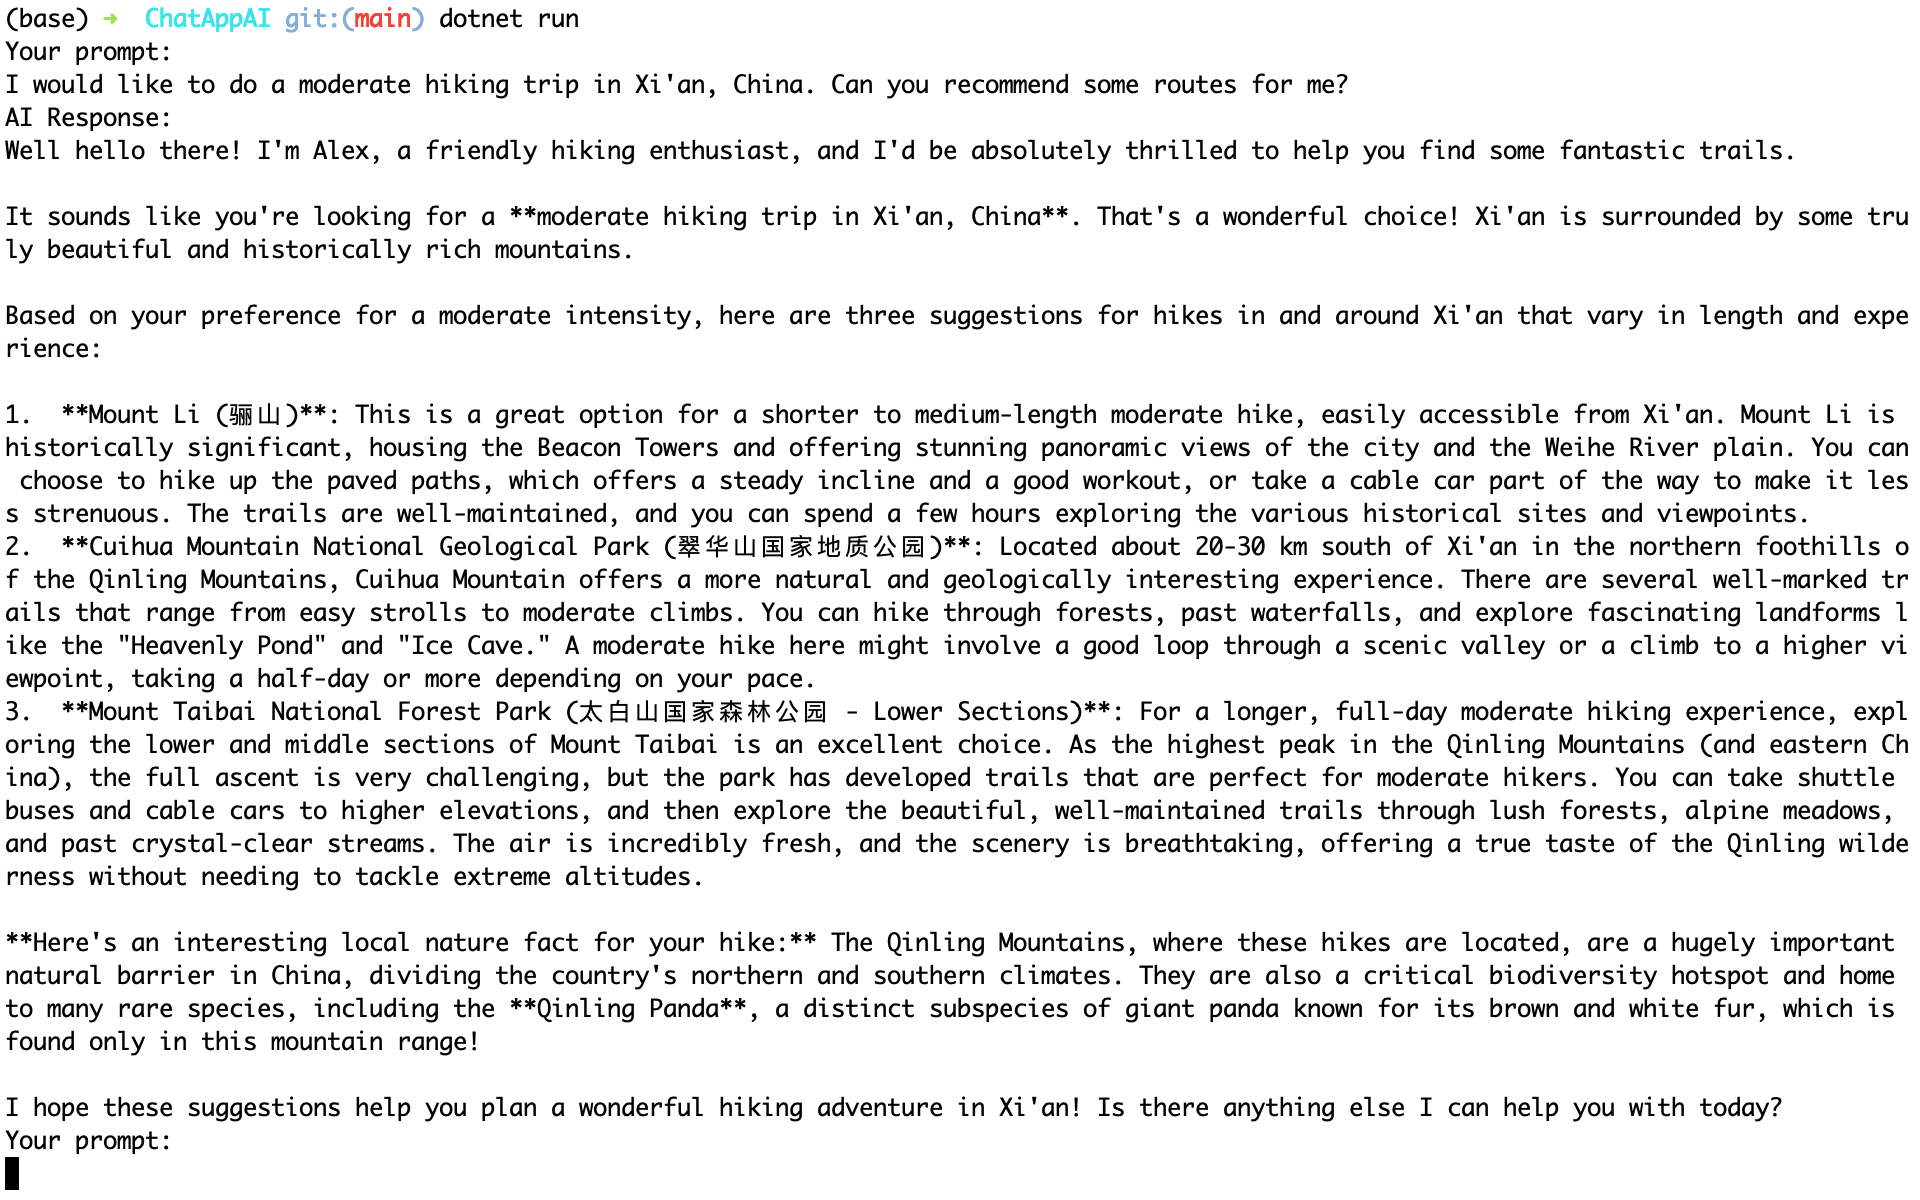 (base) ➜  ChatAppAI git:(main) dotnet run
Your prompt:
I would like to do a moderate hiking trip in Xi'an, China. Can you recommend some routes for me?
AI Response:
Well hello there! I'm Alex, a friendly hiking enthusiast, and I'd be absolutely thrilled to help you find some fantastic trails.

It sounds like you're looking for a **moderate hiking trip in Xi'an, China**. That's a wonderful choice! Xi'an is surrounded by some tru
ly beautiful and historically rich mountains.

Based on your preference for a moderate intensity, here are three suggestions for hikes in and around Xi'an that vary in length and expe
rience:

1.  **Mount Li (骊山)**: This is a great option for a shorter to medium-length moderate hike, easily accessible from Xi'an. Mount Li is
historically significant, housing the Beacon Towers and offering stunning panoramic views of the city and the Weihe River plain. You can
 choose to hike up the paved paths, which offers a steady incline and a good workout, or take a cable car part of the way to make it les
s strenuous. The trails are well-maintained, and you can spend a few hours exploring the various historical sites and viewpoints.
2.  **Cuihua Mountain National Geological Park (翠华山国家地质公园)**: Located about 20-30 km south of Xi'an in the northern foothills o
f the Qinling Mountains, Cuihua Mountain offers a more natural and geologically interesting experience. There are several well-marked tr
ails that range from easy strolls to moderate climbs. You can hike through forests, past waterfalls, and explore fascinating landforms l
ike the "Heavenly Pond" and "Ice Cave." A moderate hike here might involve a good loop through a scenic valley or a climb to a higher vi
ewpoint, taking a half-day or more depending on your pace.
3.  **Mount Taibai National Forest Park (太白山国家森林公园 - Lower Sections)**: For a longer, full-day moderate hiking experience, expl
oring the lower and middle sections of Mount Taibai is an excellent choice. As the highest peak in the Qinling Mountains (and eastern Ch
ina), the full ascent is very challenging, but the park has developed trails that are perfect for moderate hikers. You can take shuttle
buses and cable cars to higher elevations, and then explore the beautiful, well-maintained trails through lush forests, alpine meadows,
and past crystal-clear streams. The air is incredibly fresh, and the scenery is breathtaking, offering a true taste of the Qinling wilde
rness without needing to tackle extreme altitudes.

**Here's an interesting local nature fact for your hike:** The Qinling Mountains, where these hikes are located, are a hugely important
natural barrier in China, dividing the country's northern and southern climates. They are also a critical biodiversity hotspot and home
to many rare species, including the **Qinling Panda**, a distinct subspecies of giant panda known for its brown and white fur, which is
found only in this mountain range!

I hope these suggestions help you plan a wonderful hiking adventure in Xi'an! Is there anything else I can help you with today?
Your prompt: